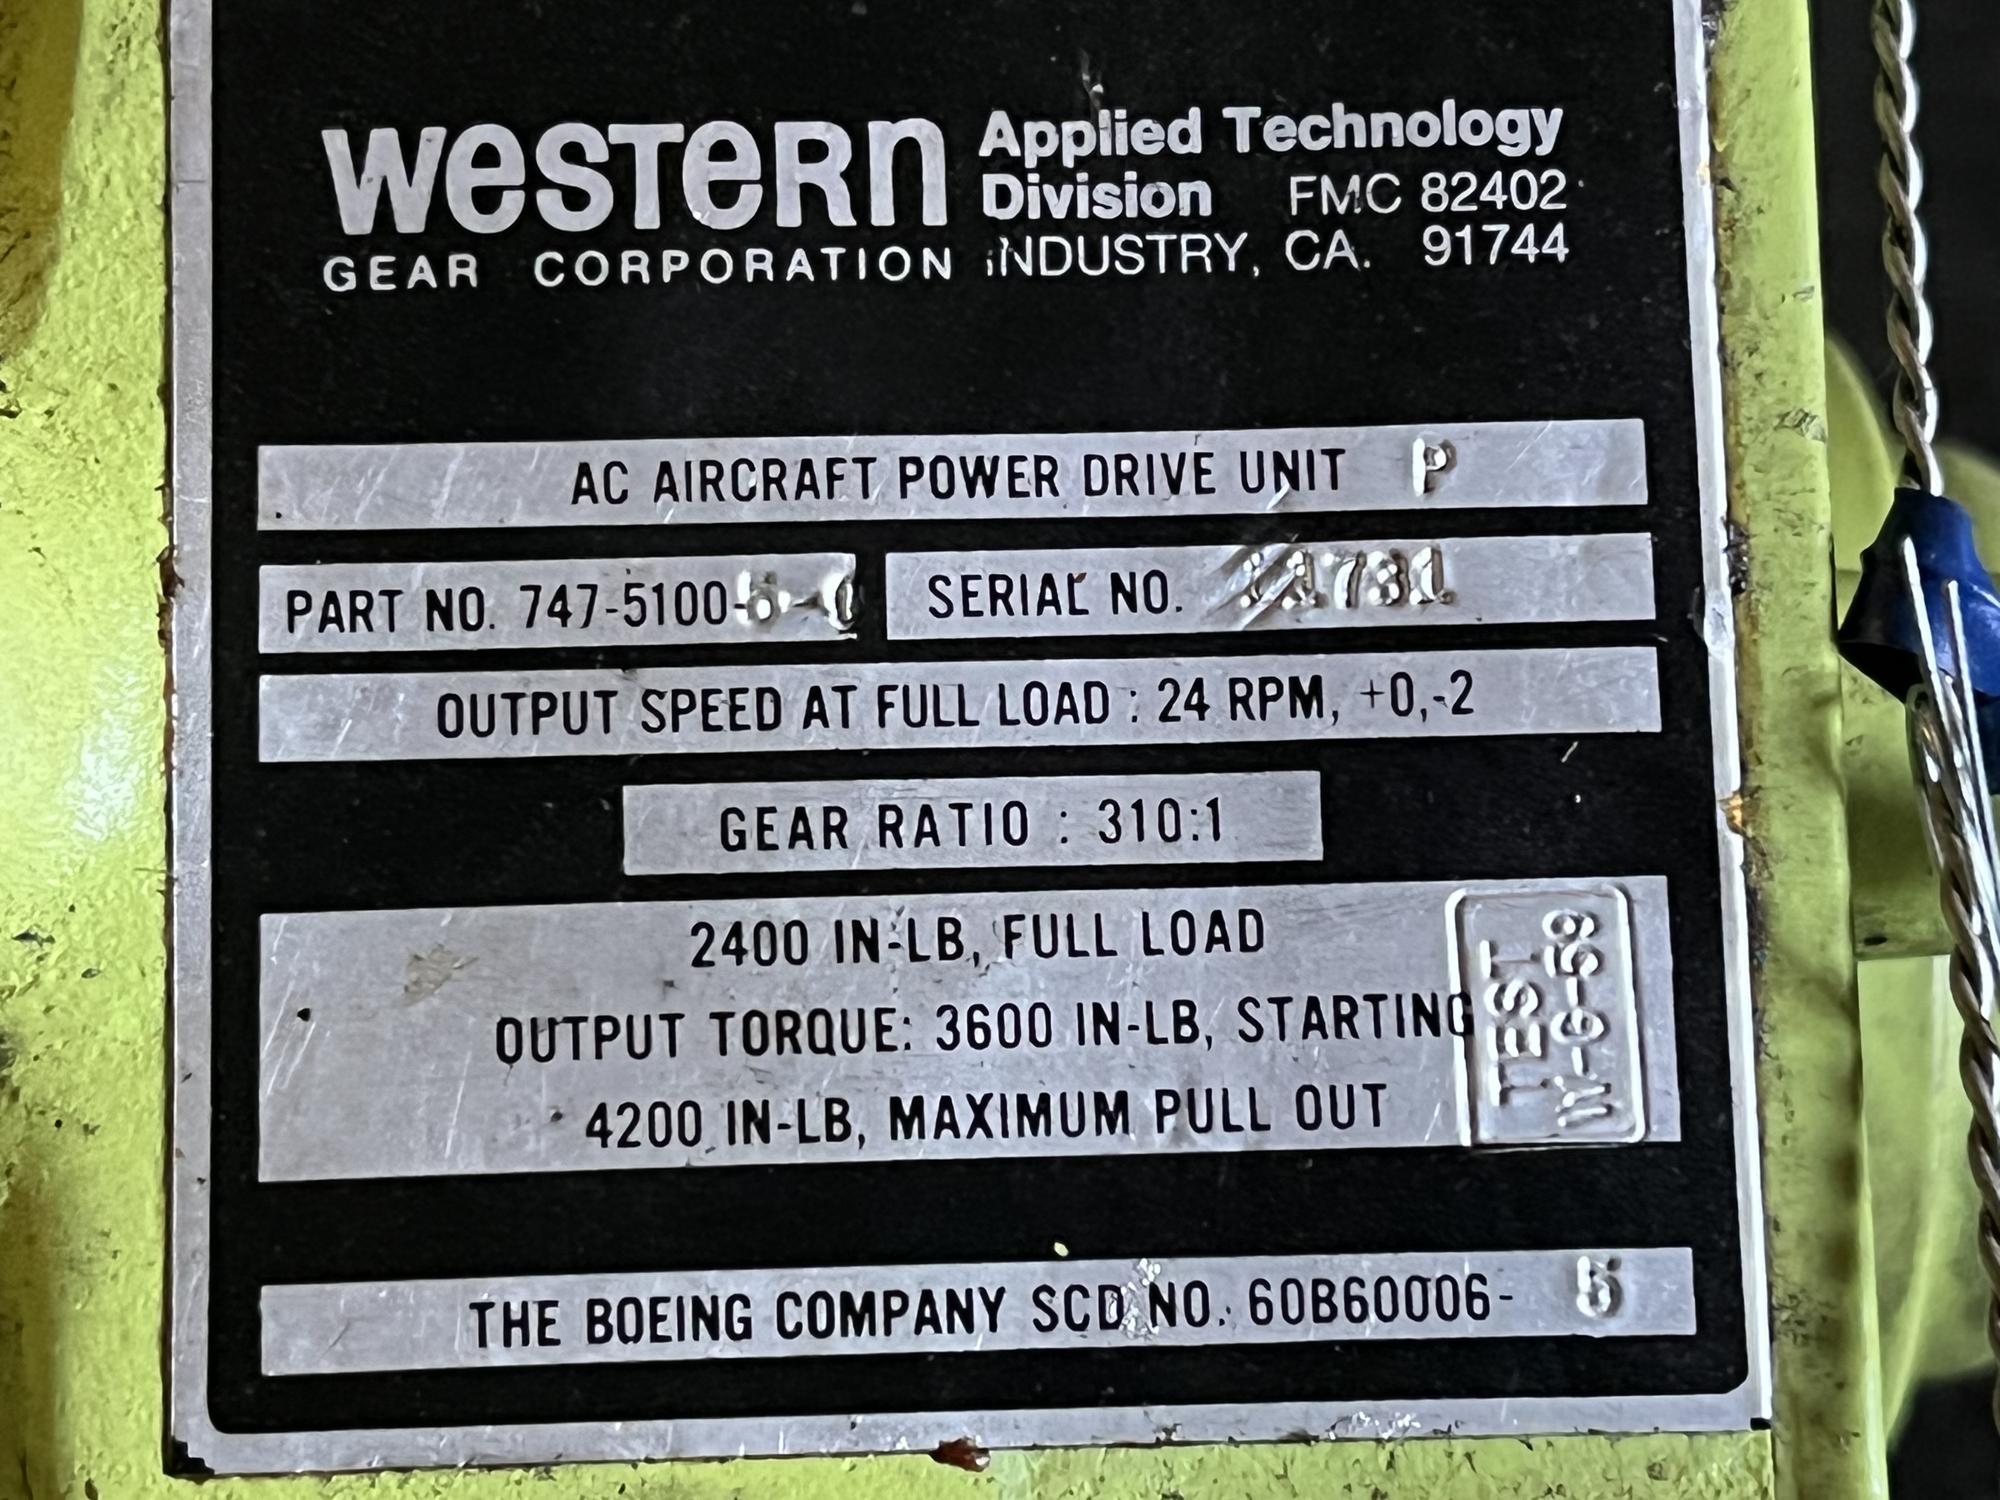 WESTERN Applied Technology
Division FMC 82402
GEAR CORPORATION INDUSTRY, CA. 91744
AC AIRCRAFT POWER DRIVE UNIT P
PART NO. 747-5100-
SERIAL NO.
OUTPUT SPEED AT FULL LOAD : 24 RPM, +0,-2
GEAR RATIO : 310:1
2400 IN-LB, FULL LOAD
OUTPUT TORQUE: 3600 IN-LB, STARTING
4200 IN-LB, MAXIMUM PULL OUT
TEST
W-G-59
THE BOEING COMPANY SCD NO. 60B60006- 5